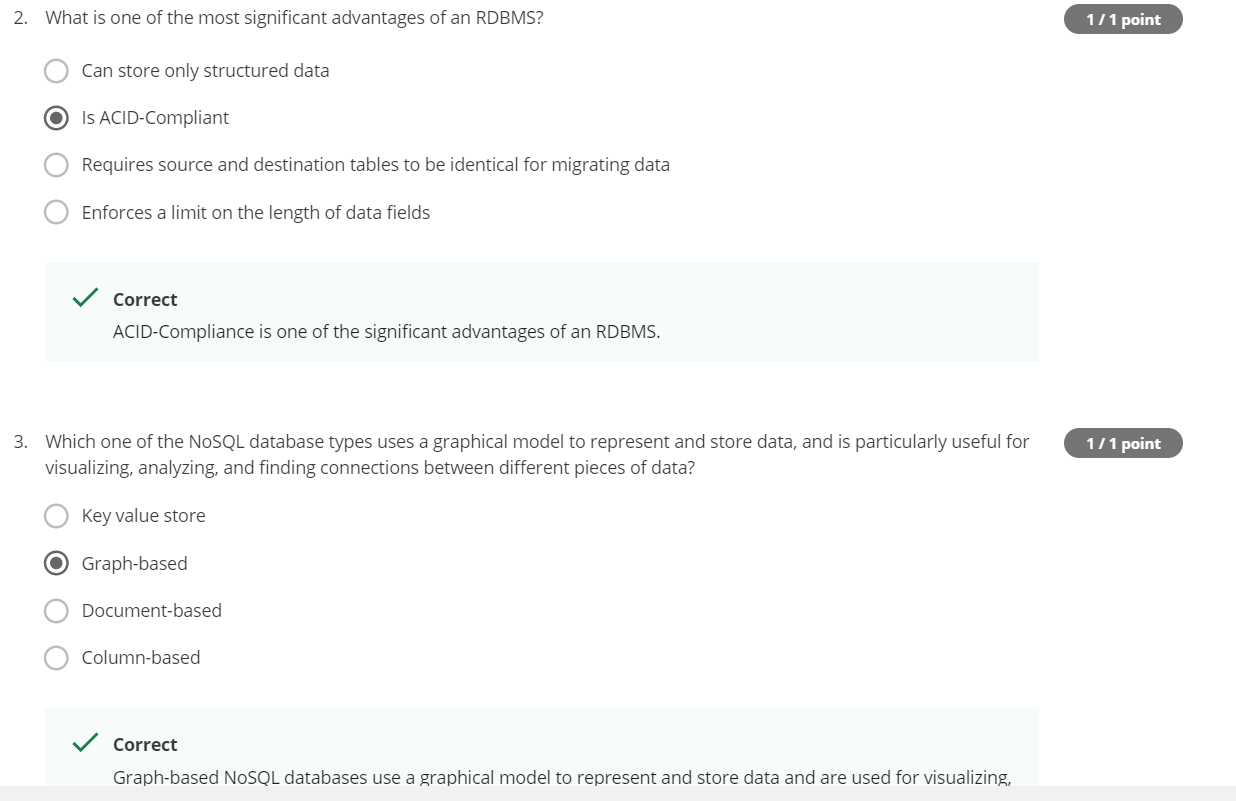 2. What is one of the most significant advantages of an RDBMS?
1 / 1 point
Can store only structured data
Is ACID-Compliant
Requires source and destination tables to be identical for migrating data
Enforces a limit on the length of data fields
Correct
ACID-Compliance is one of the significant advantages of an RDBMS.
3. Which one of the NoSQL database types uses a graphical model to represent and store data, and is particularly useful for
visualizing, analyzing, and finding connections between different pieces of data?
1 / 1 point
Key value store
Graph-based
Document-based
Column-based
Correct
Graph-based NoSQL databases use a graphical model to represent and store data and are used for visualizing,